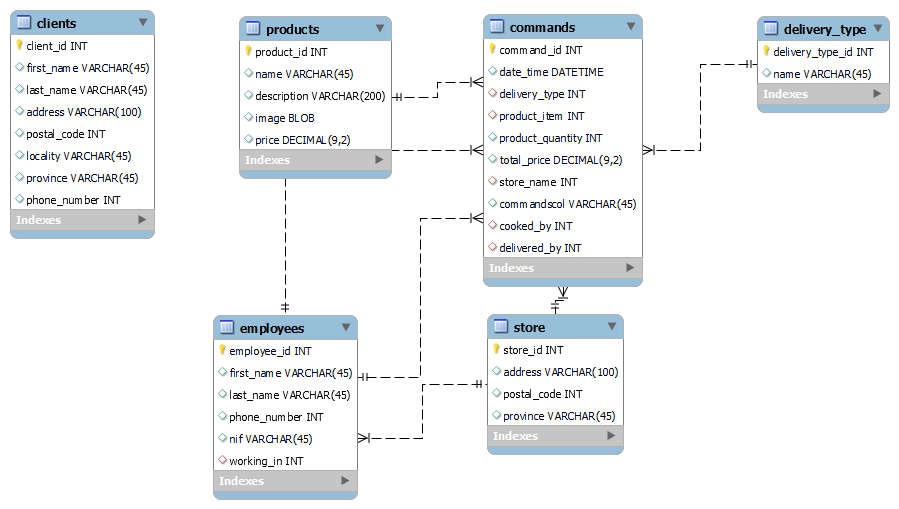 clients
client_id INT
first_name VARCHAR(45)
last_name VARCHAR(45)
address VARCHAR(100)
postal_code INT
locality VARCHAR(45)
province VARCHAR(45)
phone_number INT
Indexes
products
product_id INT
name VARCHAR(45)
description VARCHAR(200)
image BLOB
price DECIMAL(9,2)
Indexes
commands
command_id INT
date_time DATETIME
delivery_type INT
product_item INT
product_quantity INT
total_price DECIMAL(9,2)
store_name INT
commandscol VARCHAR(45)
cooked_by INT
delivered_by INT
Indexes
delivery_type
delivery_type_id INT
name VARCHAR(45)
Indexes
employees
employee_id INT
first_name VARCHAR(45)
last_name VARCHAR(45)
phone_number INT
nif VARCHAR(45)
working_in INT
Indexes
store
store_id INT
address VARCHAR(100)
postal_code INT
province VARCHAR(45)
Indexes